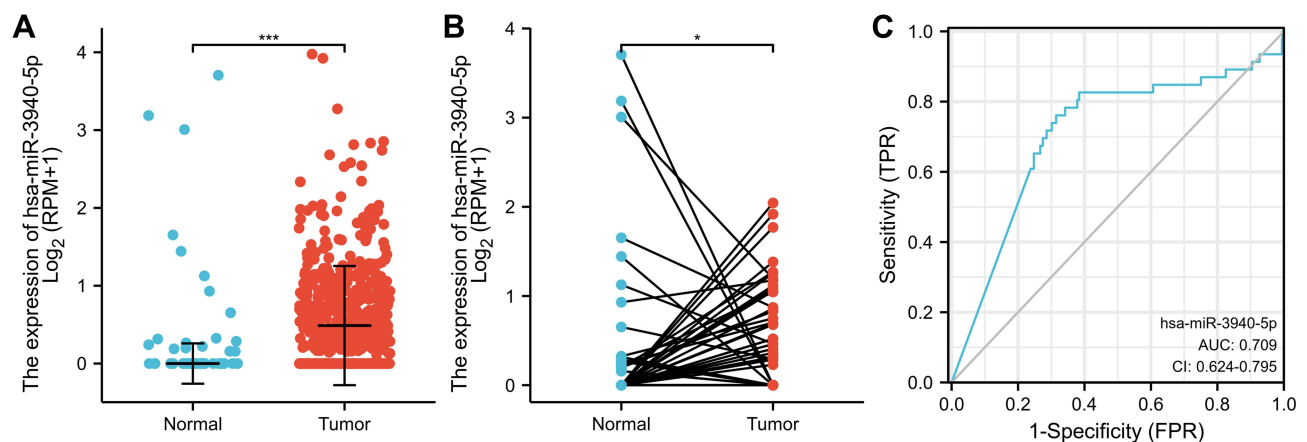 A
The expression of hsa-miR-3940-5p
Log2 (RPM+1)
4
3
2
1
0
***
Normal
Tumor
B
The expression of hsa-miR-3940-5p
Log2 (RPM+1)
4
3
2
1
0
*
Normal
Tumor
C
Sensitivity (TPR)
1.0
0.8
0.6
0.4
0.2
0.0
hsa-miR-3940-5p
AUC: 0.709
CI: 0.624-0.795
0.0 0.2 0.4 0.6 0.8 1.0
1-Specificity (FPR)